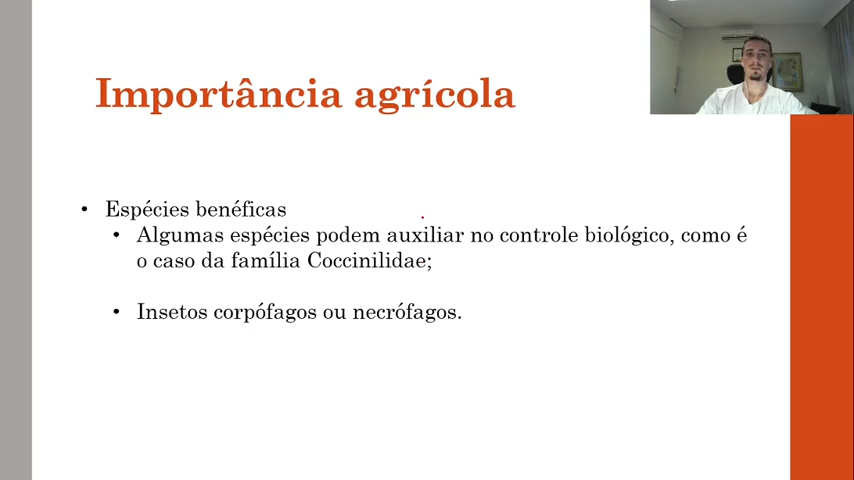 Importância agrícola
• Espécies benéficas
• Algumas espécies podem auxiliar no controle biológico, como é
o caso da família Coccinilidae;
• Insetos corpófagos ou necrófagos.